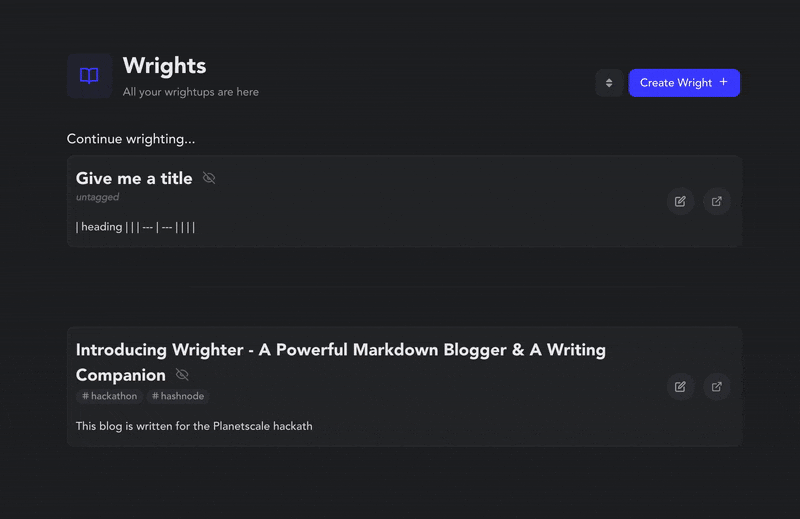 Wrights
All your wrightups are here
Create Wright +
Continue wrighting...
Give me a title
untagged
| heading | | | --- | --- | | | |
Introducing Wrighter - A Powerful Markdown Blogger & A Writing
Companion
# hackathon # hashnode
This blog is written for the Planetscale hackath